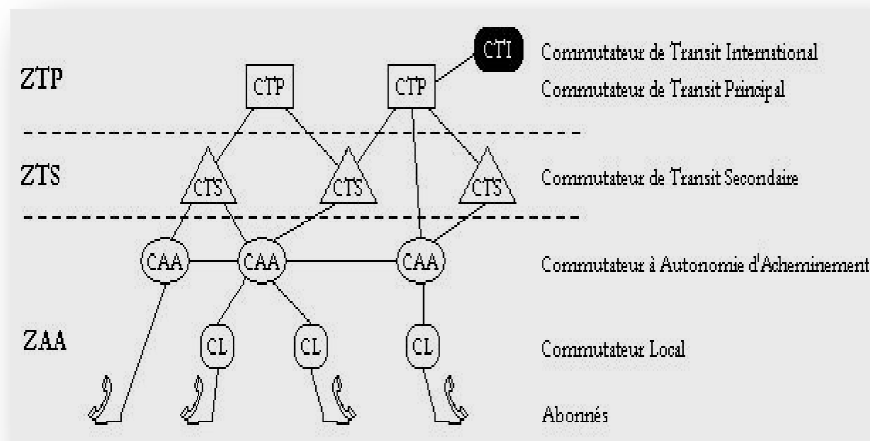 CTI Commutateur de Transit International
ZTP CTP CTP Commutateur de Transit Principal
ZTS CTS CTS CTS Commutateur de Transit Secondaire
CAA CAA CAA Commutateur à Autonomie d'Acheminement
ZAA CL CL CL Commutateur Local
Abonnés